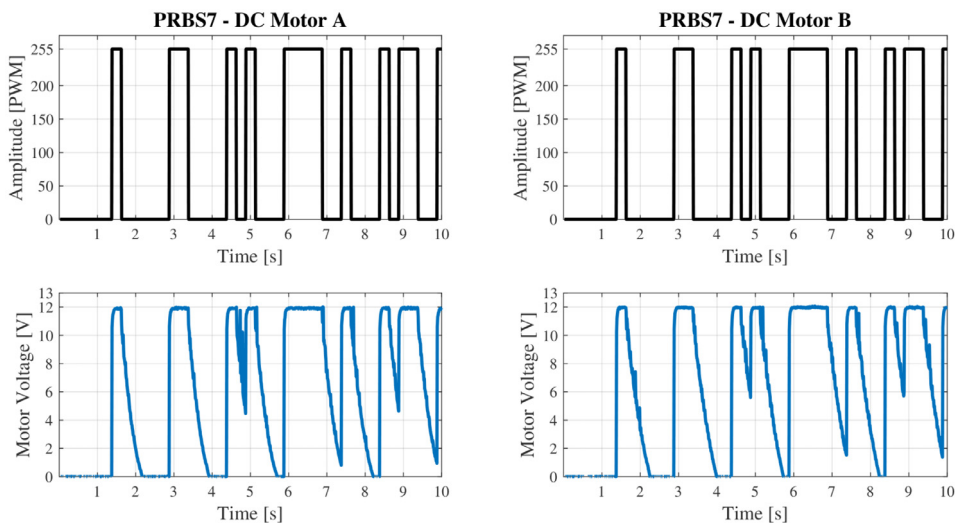 PRBS7 - DC Motor A
Amplitude [PWM]
255
200
150
100
50
0
1 2 3 4 5 6 7 8 9 10
Time [s]
PRBS7 - DC Motor B
Amplitude [PWM]
255
200
150
100
50
0
1 2 3 4 5 6 7 8 9 10
Time [s]
Motor Voltage [V]
13
12
10
8
6
4
2
0
1 2 3 4 5 6 7 8 9 10
Time [s]
Motor Voltage [V]
13
12
10
8
6
4
2
0
1 2 3 4 5 6 7 8 9 10
Time [s]